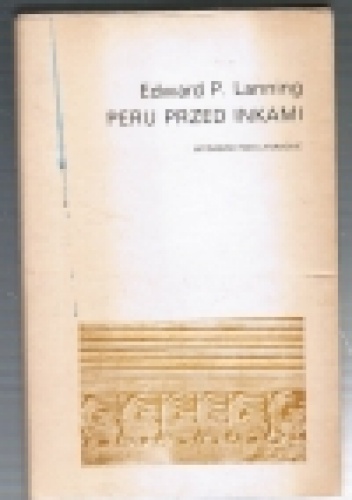 Edward P. Lanning
PERU PRZED INKAMI